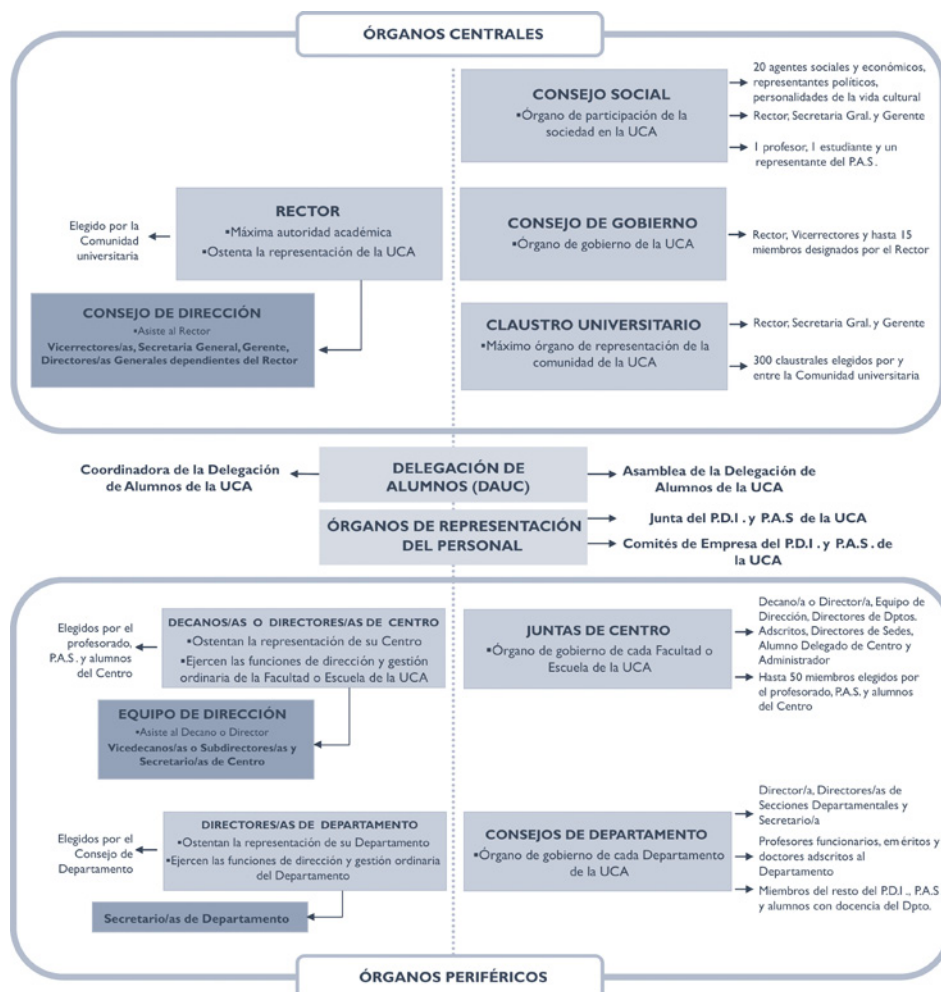 ÓRGANOS CENTRALES
CONSEJO SOCIAL
▪Órgano de participación de la
sociedad en la UCA
20 agentes sociales y económicos,
representantes políticos,
personalidades de la vida cultural
Rector, Secretaria Gral. y Gerente
1 profesor, 1 estudiante y un
representante del P.A.S.
Elegido por la
Comunidad
universitaria
RECTOR
▪Máxima autoridad académica
▪Ostenta la representación de la UCA
CONSEJO DE GOBIERNO
▪Órgano de gobierno de la UCA
Rector, Vicerrectores y hasta 15
miembros designados por el Rector
CONSEJO DE DIRECCIÓN
▪Asiste al Rector
Vicerrectores/as, Secretaria General, Gerente,
Directores/as Generales dependientes del Rector
CLAUSTRO UNIVERSITARIO
▪Máximo órgano de representación de la
comunidad de la UCA
Rector, Secretaria Gral. y Gerente
300 claustrales elegidos por y
entre la Comunidad universitaria
Coordinadora de la Delegación
de Alumnos de la UCA
DELEGACIÓN DE
ALUMNOS (DAUC)
Asamblea de la Delegación de
Alumnos de la UCA
ÓRGANOS DE REPRESENTACIÓN
DEL PERSONAL
Junta del P.D.I. y P.A.S de la UCA
Comités de Empresa del P.D.I. y P.A.S. de
la UCA
Elegidos por el
profesorado,
P.A.S. y alumnos
del Centro
DECANOS/AS O DIRECTORES/AS DE CENTRO
▪Ostentan la representación de su Centro
▪Ejercen las funciones de dirección y gestión
ordinaria de la Facultad o Escuela de la UCA
JUNTAS DE CENTRO
▪Órgano de gobierno de cada Facultad o
Escuela de la UCA
Decano/a o Director/a, Equipo de
Dirección, Directores de Dptos.
Adscritos, Directores de Sedes,
Alumno Delegado de Centro y
Administrador
Hasta 50 miembros elegidos por
el profesorado, P.A.S. y alumnos
del Centro
EQUIPO DE DIRECCIÓN
▪Asiste al Decano o Director
Vicedecanos/as o Subdirectores/as y
Secretario/as de Centro
Elegidos por el
Consejo de
Departamento
DIRECTORES/AS DE DEPARTAMENTO
▪Ostentan la representación de su Departamento
▪Ejercen las funciones de dirección y gestión ordinaria
del Departamento
CONSEJOS DE DEPARTAMENTO
▪Órgano de gobierno de cada Departamento
de la UCA
Director/a, Directores/as de
Secciones Departamentales y
Secretario/a
Profesores funcionarios, eméritos y
doctores adscritos al
Departamento
Miembros del resto del P.D.I., P.A.S
y alumnos con docencia del Dpto.
Secretario/as de Departamento
ÓRGANOS PERIFÉRICOS